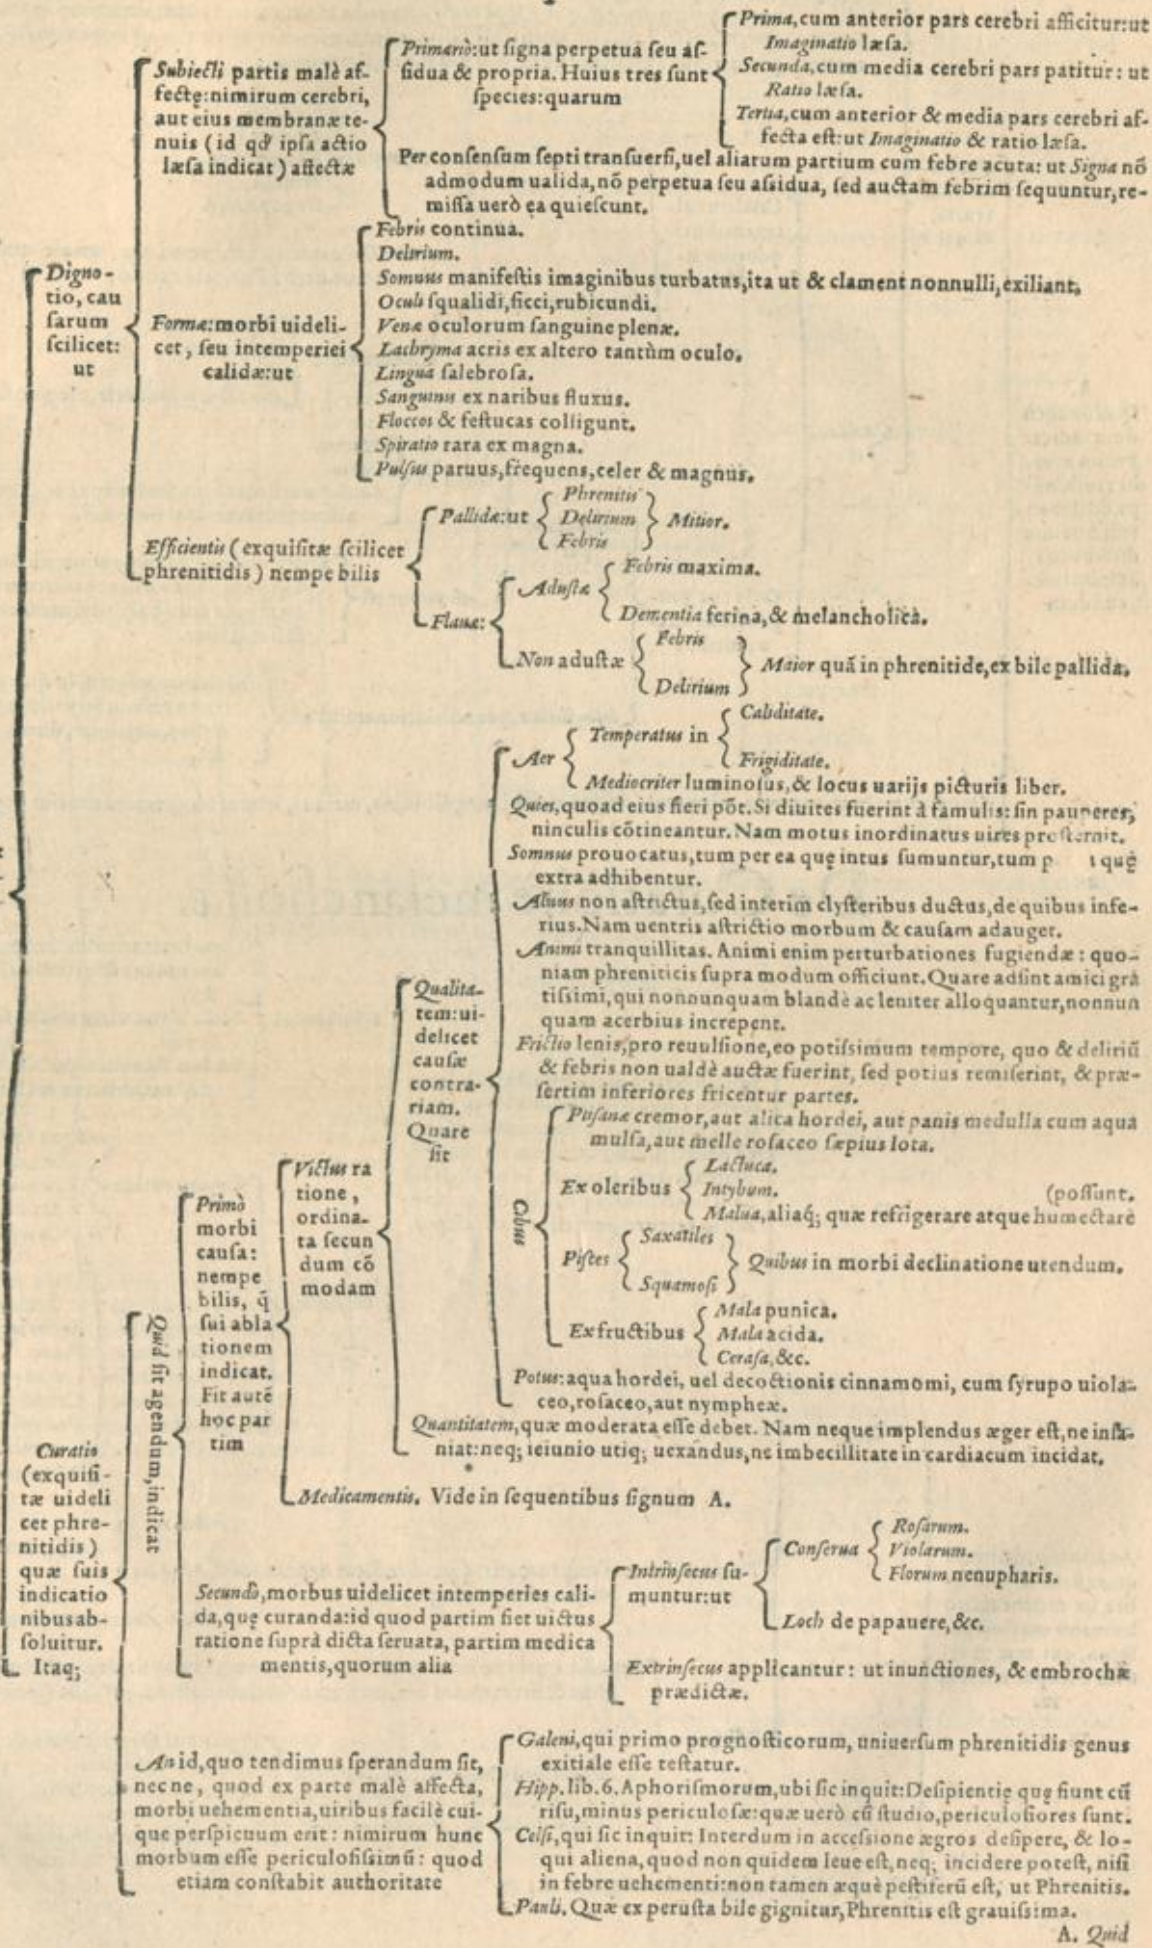 Digno-
tio, cau
sarum
scilicet:
ut
Subiecti partis malè af-
fectę: nimirum cerebri,
aut eius membranæ te-
nuis (id qđ ipsa actio
læsa indicat) affectæ
Primariò: ut signa perpetua seu as-
sidua & propria. Huius tres sunt
species: quarum
Prima, cum anterior pars cerebri afficitur: ut
Imaginatio læsa.
Secunda, cum media cerebri pars patitur: ut
Ratio læsa.
Tertia, cum anterior & media pars cerebri af-
fecta est: ut Imaginatio & ratio læsa.
Per consensum septi transuersi, uel aliarum partium cum febre acuta: ut Signa nõ
admodum ualida, nõ perpetua seu assidua, sed auctam febrim sequuntur, re-
missa uerò ea quiescunt.
Formæ: morbi uideli-
cet, seu intemperiei
calidæ: ut
Febris continua.
Delirium.
Somnus manifestis imaginibus turbatus, ita ut & clament nonnulli, exiliant.
Oculi squalidi, sicci, rubicundi.
Venæ oculorum sanguine plenæ.
Lachryma acris ex altero tantùm oculo.
Lingua salebrosa.
Sanguinis ex naribus fluxus.
Floccos & festucas colligunt.
Spiratio rara ex magna.
Pulsus paruus, frequens, celer & magnus.
Efficientis (exquisitæ scilicet
phrenitidis) nempe bilis
Pallidæ: ut
Phrenitis
Delirium
Febris
Mitior.
Flauæ:
Adustæ
Febris maxima.
Dementia ferina, & melancholica.
Non adustæ
Febris
Delirium
Maior quã in phrenitide, ex bile pallida.
Curatio
(exquisi-
tæ uideli
cet phre-
nitidis)
quæ suis
indicatio
nibus ab-
soluitur.
Itaq;
Quid sit agendum, indicat
Primò
morbi
causa:
nempe
bilis, q̃
sui abla
tionem
indicat.
Fit autẽ
hoc par
tim
Victus ra
tione,
ordina-
ta secun
dum cõ
modam
Qualita-
tem: ui-
delicet
causæ
contra-
riam.
Quare
sit
Aer
Temperatus in
Caliditate.
Frigiditate.
Mediocriter luminosus, & locus uarijs picturis liber.
Quies, quoad eius fieri põt. Si diuites fuerint à famulis: sin pauperes,
ninculis cõtineantur. Nam motus inordinatus uires prosternit.
Somnus prouocatus, tum per ea quę intus sumuntur, tum p quę
extra adhibentur.
Aluus non astrictus, sed interim clysteribus ductus, de quibus infe-
rius. Nam uentris astrictio morbum & causam adauget.
Animi tranquillitas. Animi enim perturbationes fugiendæ: quo-
niam phreniticis supra modum officiunt. Quare adsint amici gra
tissimi, qui nonnunquam blandè ac leniter alloquantur, nonnun
quam acerbius increpent.
Frictio lenis, pro reuulsione, eo potissimum tempore, quo & deliriũ
& febris non ualdè auctæ fuerint, sed potius remiserint, & præ-
sertim inferiores fricentur partes.
Cibus
Ptisanæ cremor, aut alica hordei, aut panis medulla cum aqua
mulsa, aut melle rosaceo sæpius lota.
Ex oleribus
Lactuca.
Intybum. (possunt.
Malua, aliaq; quæ refrigerare atque humectare
Pisces
Saxatiles
Squamosi
Quibus in morbi declinatione utendum.
Ex fructibus
Mala punica.
Mala acida.
Cerasa, &c.
Potus: aqua hordei, uel decoctionis cinnamomi, cum syrupo uiola-
ceo, rosaceo, aut nympheæ.
Quantitatem, quæ moderata esse debet. Nam neque implendus æger est, ne insa-
niat: neq; ieiunio utiq; uexandus, ne imbecillitate in cardiacum incidat.
Medicamentis. Vide in sequentibus signum A.
Secundò, morbus uidelicet intemperies cali-
da, quę curanda: id quod partim fiet uictus
ratione suprà dicta seruata, partim medica
mentis, quorum alia
Intrinsecus su-
muntur: ut
Conserua
Rosarum.
Violarum.
Florum nenupharis.
Loch de papauere, &c.
Extrinsecus applicantur: ut inunctiones, & embrochæ
prædictæ.
An id, quo tendimus sperandum sit,
necne, quod ex parte malè affecta,
morbi uehementia, uiribus facilè cui-
que perspicuum erit: nimirum hunc
morbum esse periculosissimũ: quod
etiam constabit authoritate
Galeni, qui primo prognosticorum, uniuersum phrenitidis genus
exitiale esse testatur.
Hipp. lib. 6. Aphorismorum, ubi sic inquit: Desipientię quę fiunt cũ
risu, minus periculosæ: quæ uerò cũ studio, periculosiores sunt.
Celsi, qui sic inquit: Interdum in accessione ægros desipere, & lo-
qui aliena, quod non quidem leue est, neq; incidere potest, nisi
in febre uehementi: non tamen æquè pestiferũ est, ut Phrenitis.
Pauli. Quæ ex perusta bile gignitur, Phrenitis est grauissima.
A. Quid